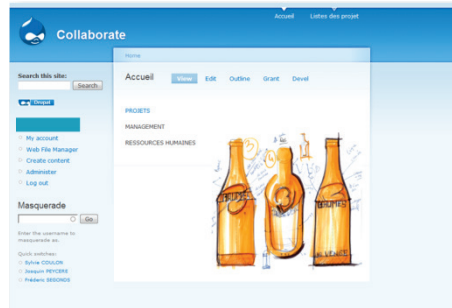 Accueil Listes des projet
Collaborate
Home
Search this site:
Search
Drupal
Accueil View Edit Outline Grant Devel
PROJETS
MANAGEMENT
RESSOURCES HUMAINES
My account
Web File Manager
Create content
Administer
Log out
Masquerade
Go
Enter the username to
masquerade as.
Quick switches:
Sylvie COULON
Joaquin PEYCERS
Frédéric SEGONDS